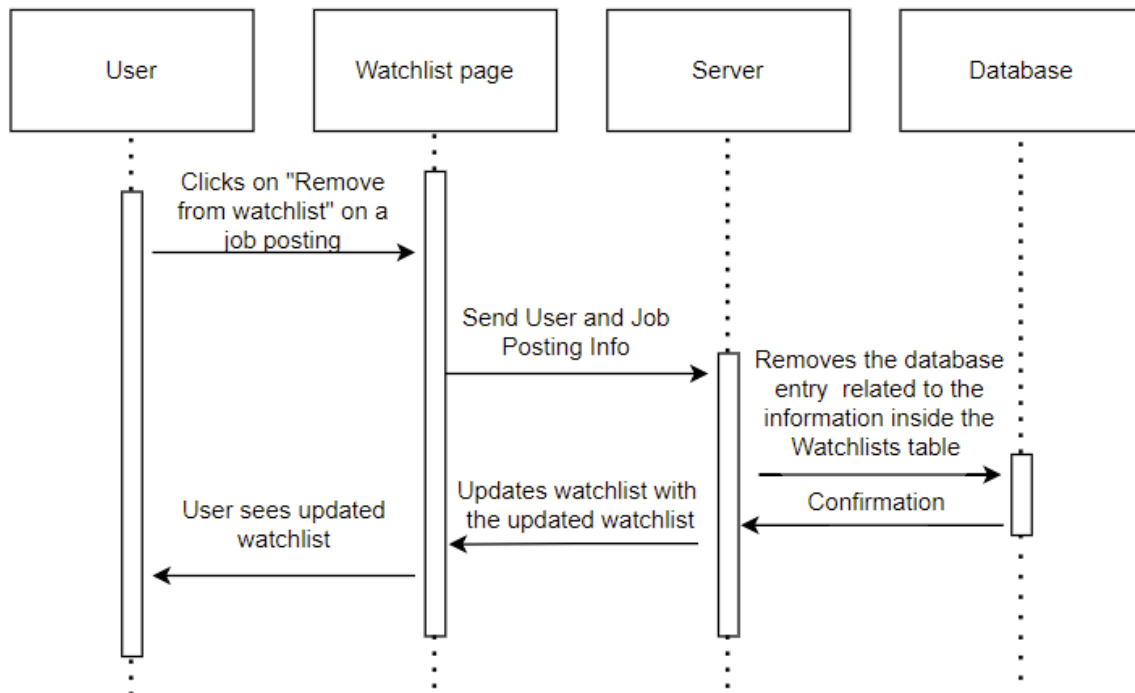 User
Watchlist page
Server
Database
Clicks on "Remove
from watchlist" on a
job posting
Send User and Job
Posting Info
Removes the database
entry related to the
information inside the
Watchlists table
Confirmation
Updates watchlist with
the updated watchlist
User sees updated
watchlist